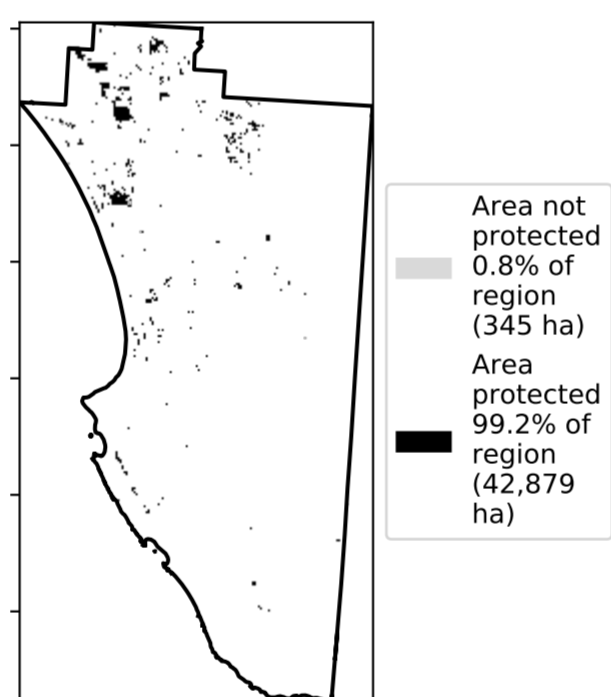 Area not
protected
0.8% of
region
(345 ha)
Area
protected
99.2% of
region
(42,879
ha)